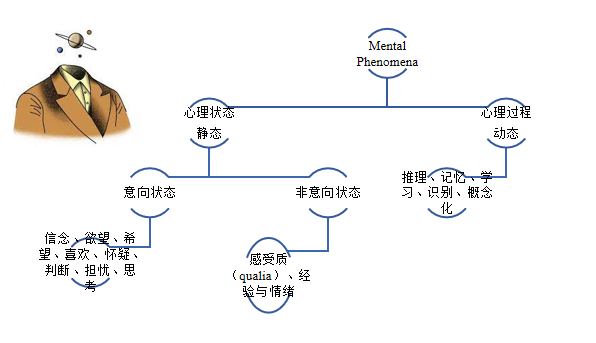 Mental
Phenomena
心理状态
静态
心理过程
动态
意向状态
非意向状态
推理、记忆、学
习、识别、概念
化
信念、欲望、希
望、喜欢、怀疑、
判断、担忧、思
考
感受质
（qualia）、经
验与情绪